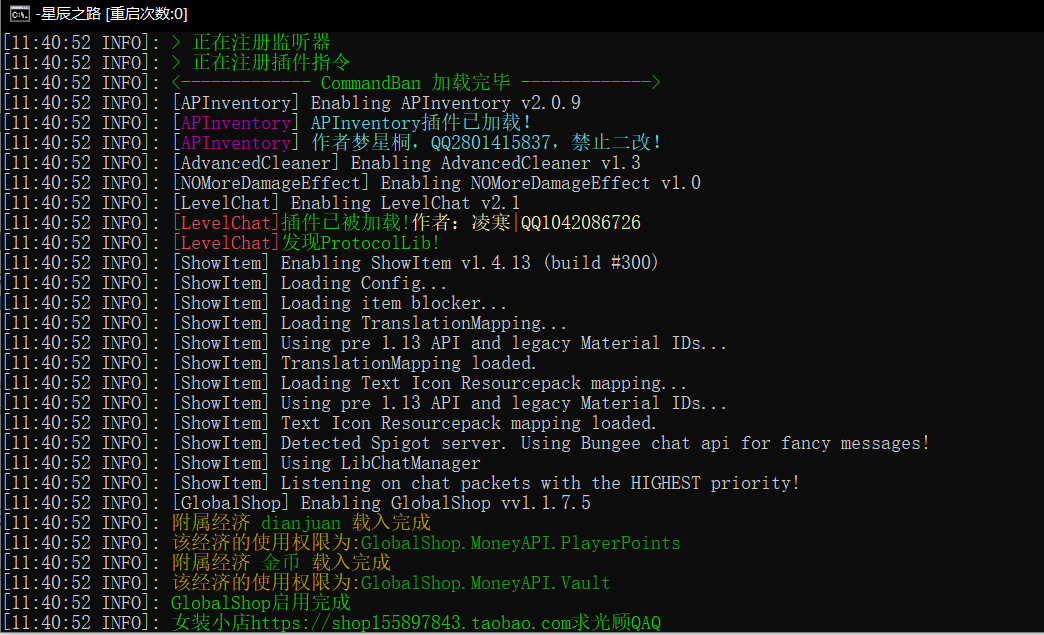 -星辰之路 [重启次数:0]
[11:40:52 INFO]: > 正在注册监听器
[11:40:52 INFO]: > 正在注册插件指令
[11:40:52 INFO]: <------------- CommandBan 加载完毕 ------------->
[11:40:52 INFO]: [APInventory] Enabling APInventory v2.0.9
[11:40:52 INFO]: [APInventory] APInventory插件已加载!
[11:40:52 INFO]: [APInventory] 作者梦星桐，QQ2801415837，禁止二改!
[11:40:52 INFO]: [AdvancedCleaner] Enabling AdvancedCleaner v1.3
[11:40:52 INFO]: [NOMoreDamageEffect] Enabling NOMoreDamageEffect v1.0
[11:40:52 INFO]: [LevelChat] Enabling LevelChat v2.1
[11:40:52 INFO]: [LevelChat]插件已被加载!作者：凌寒|QQ1042086726
[11:40:52 INFO]: [LevelChat]发现ProtocolLib!
[11:40:52 INFO]: [ShowItem] Enabling ShowItem v1.4.13 (build #300)
[11:40:52 INFO]: [ShowItem] Loading Config...
[11:40:52 INFO]: [ShowItem] Loading item blocker...
[11:40:52 INFO]: [ShowItem] Loading TranslationMapping...
[11:40:52 INFO]: [ShowItem] Using pre 1.13 API and legacy Material IDs...
[11:40:52 INFO]: [ShowItem] TranslationMapping loaded.
[11:40:52 INFO]: [ShowItem] Loading Text Icon Resourcepack mapping...
[11:40:52 INFO]: [ShowItem] Using pre 1.13 API and legacy Material IDs...
[11:40:52 INFO]: [ShowItem] Text Icon Resourcepack mapping loaded.
[11:40:52 INFO]: [ShowItem] Detected Spigot server. Using Bungee chat api for fancy messages!
[11:40:52 INFO]: [ShowItem] Using LibChatManager
[11:40:52 INFO]: [ShowItem] Listening on chat packets with the HIGHEST priority!
[11:40:52 INFO]: [GlobalShop] Enabling GlobalShop vv1.1.7.5
[11:40:52 INFO]: 附属经济 dianjuan 载入完成
[11:40:52 INFO]: 该经济的使用权限为:GlobalShop.MoneyAPI.PlayerPoints
[11:40:52 INFO]: 附属经济 金币 载入完成
[11:40:52 INFO]: 该经济的使用权限为:GlobalShop.MoneyAPI.Vault
[11:40:52 INFO]: GlobalShop启用完成
[11:40:52 INFO]: 女装小店https://shop155897843.taobao.com求光顾QAQ